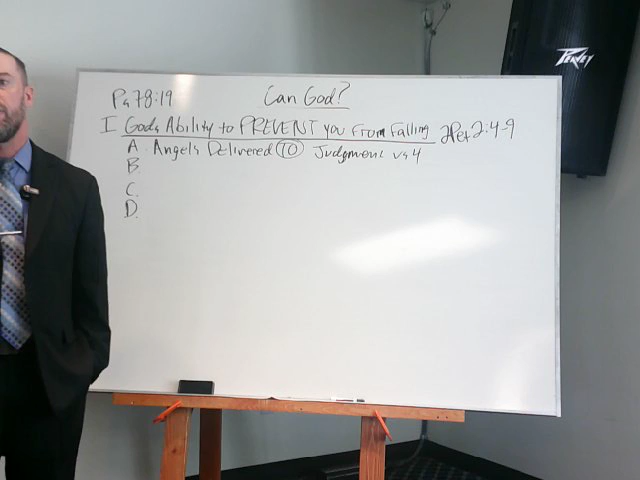 Ps 78:19 Can God?
I Gods Ability to PREVENT you From Falling 2Pet 2:4-9
A Angels Delivered TO Judgment vs 4
B.
C.
D.
PEAVEY